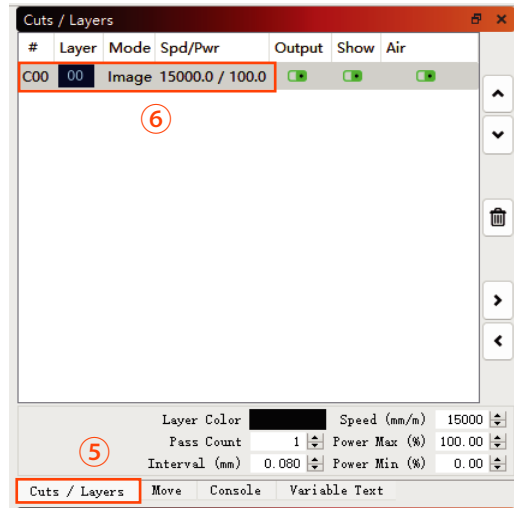 Cuts / Layers
# Layer Mode Spd/Pwr Output Show Air
C00 00 Image 15000.0 / 100.0
⑥
Layer Color Speed (mm/m) 15000
⑤ Pass Count 1 Power Max (%) 100.00
Interval (mm) 0.080 Power Min (%) 0.00
Cuts / Layers Move Console Variable Text